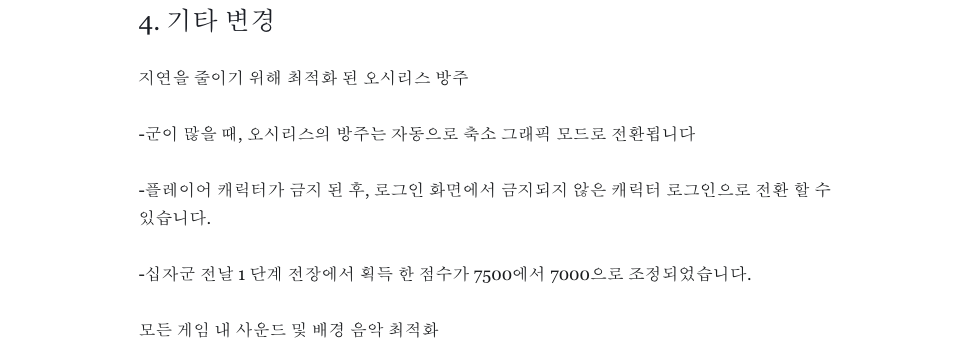 4. 기타 변경
지연을 줄이기 위해 최적화 된 오시리스 방주
-군이 많을 때, 오시리스의 방주는 자동으로 축소 그래픽 모드로 전환됩니다
-플레이어 캐릭터가 금지 된 후, 로그인 화면에서 금지되지 않은 캐릭터 로그인으로 전환 할 수
있습니다.
-십자군 전날 1 단계 전장에서 획득 한 점수가 7500에서 7000으로 조정되었습니다.
모든 게임 내 사운드 및 배경 음악 최적화